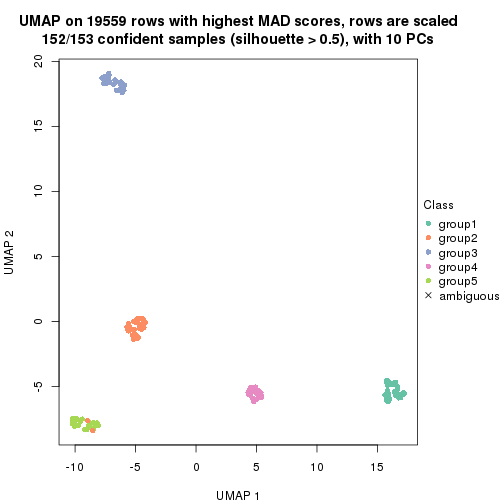 UMAP on 19559 rows with highest MAD scores, rows are scaled
152/153 confident samples (silhouette > 0.5), with 10 PCs
20
15
10
5
0
-5
UMAP 2
-10
-5
0
5
10
15
UMAP 1
Class
group1
group2
group3
group4
group5
ambiguous